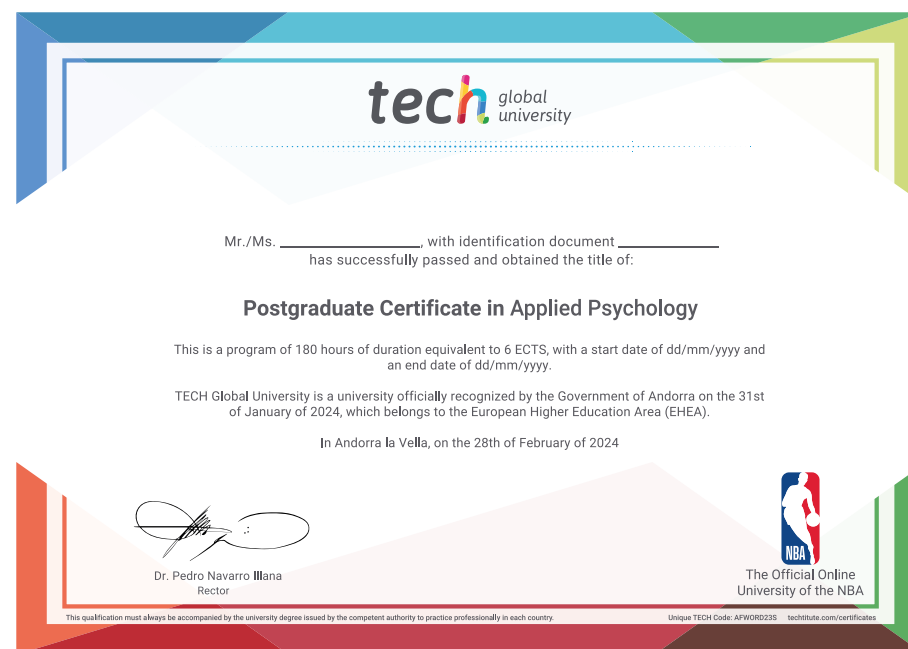 tech global university
Mr./Ms. ____________________, with identification document ______________
has successfully passed and obtained the title of:
Postgraduate Certificate in Applied Psychology
This is a program of 180 hours of duration equivalent to 6 ECTS, with a start date of dd/mm/yyyy and
an end date of dd/mm/yyyy.
TECH Global University is a university officially recognized by the Government of Andorra on the 31st
of January of 2024, which belongs to the European Higher Education Area (EHEA).
In Andorra la Vella, on the 28th of February of 2024
Dr. Pedro Navarro Illana
Rector
NBA
The Official Online
University of the NBA
This qualification must always be accompanied by the university degree issued by the competent authority to practice professionally in each country.
Unique TECH Code: AFWORD23S techtitute.com/certificates